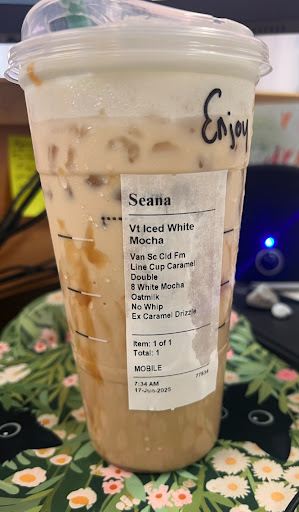 Enjoy
Seana
Vt Iced White
Mocha
Van Sc Cld Fm
Line Cup Caramel
Double
8 White Mocha
Oatmilk
No Whip
Ex Caramel Drizzle
Item: 1 of 1
Total: 1
MOBILE
7:34 AM
17-Jun-2025